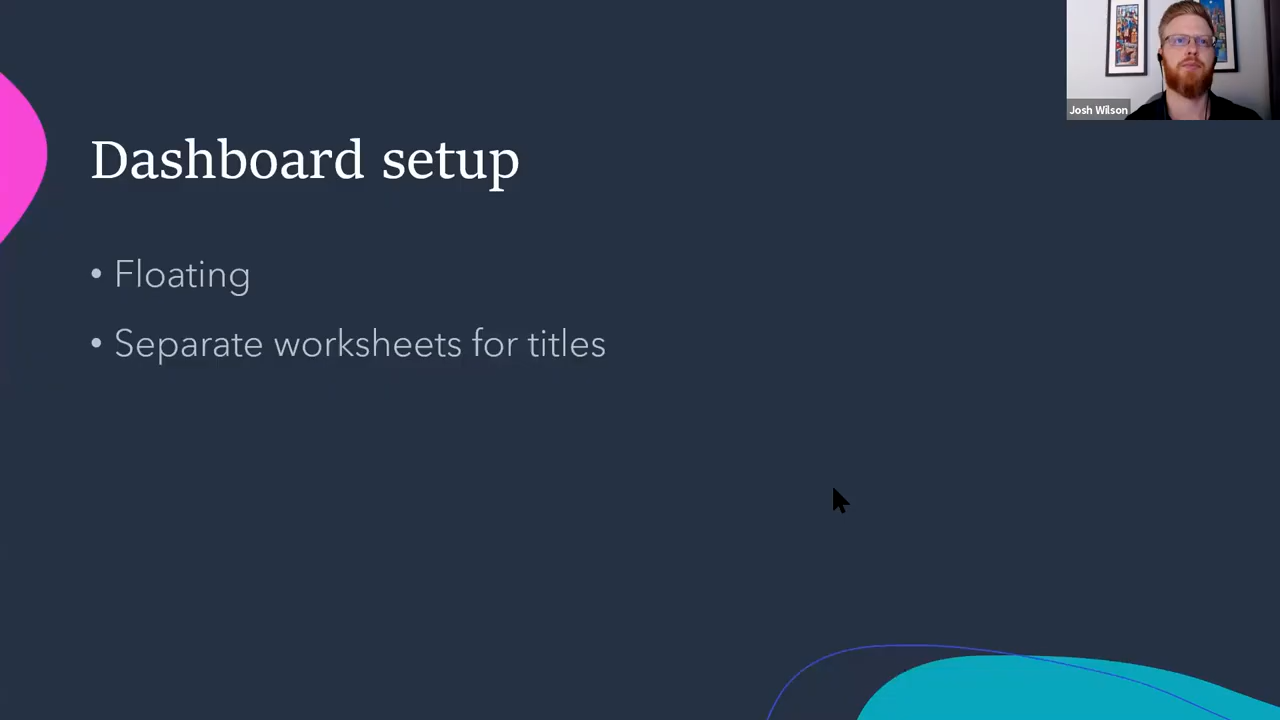 Josh Wilson
Dashboard setup
• Floating
• Separate worksheets for titles